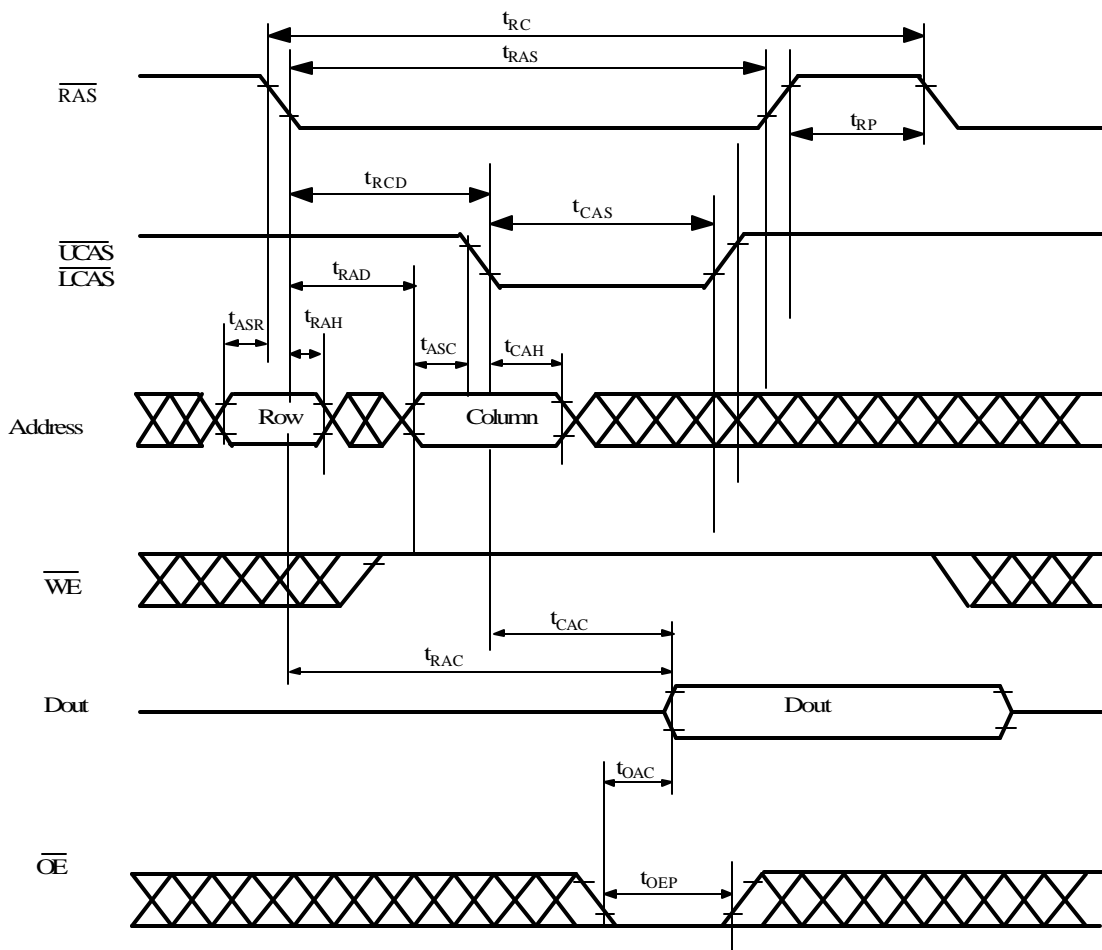 tRC
tRAS
RAS
tRP
tRCD
tCAS
UCAS
LCAS
tRAD
tASR
tRAH
tASC
tCAH
Address
Row
Column
WE
tCAC
tRAC
Dout
Dout
tOAC
OE
tOEP